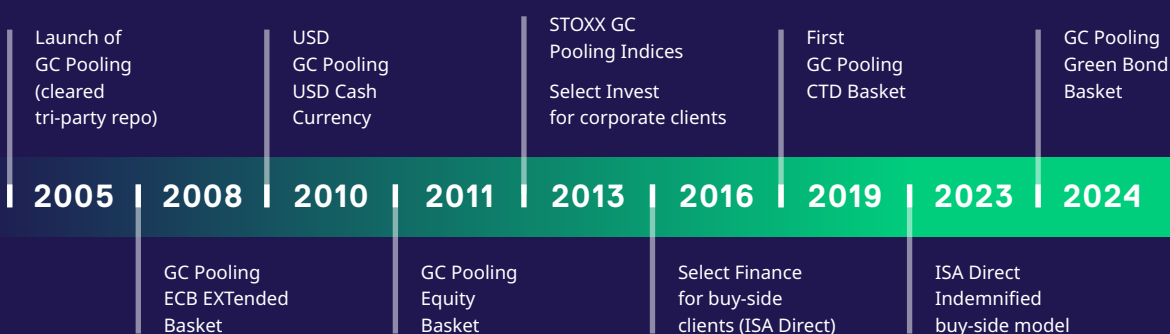 Launch of
GC Pooling
(cleared
tri-party repo)
USD
GC Pooling
USD Cash
Currency
STOXX GC
Pooling Indices
Select Invest
for corporate clients
First
GC Pooling
CTD Basket
GC Pooling
Green Bond
Basket
2005 2008 2010 2011 2013 2016 2019 2023 2024
GC Pooling
ECB EXTended
Basket
GC Pooling
Equity
Basket
Select Finance
for buy-side
clients (ISA Direct)
ISA Direct
Indemnified
buy-side model